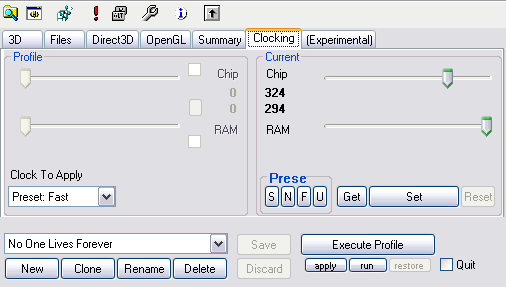 3D Files Direct3D OpenGL Summary Clocking (Experimental)
Profile
Chip
0
0
RAM
Clock To Apply
Preset: Fast
Current
Chip
324
294
RAM
Prese
S N F U Get Set Reset
No One Lives Forever Save Execute Profile
New Clone Rename Delete Discard apply run restore Quit